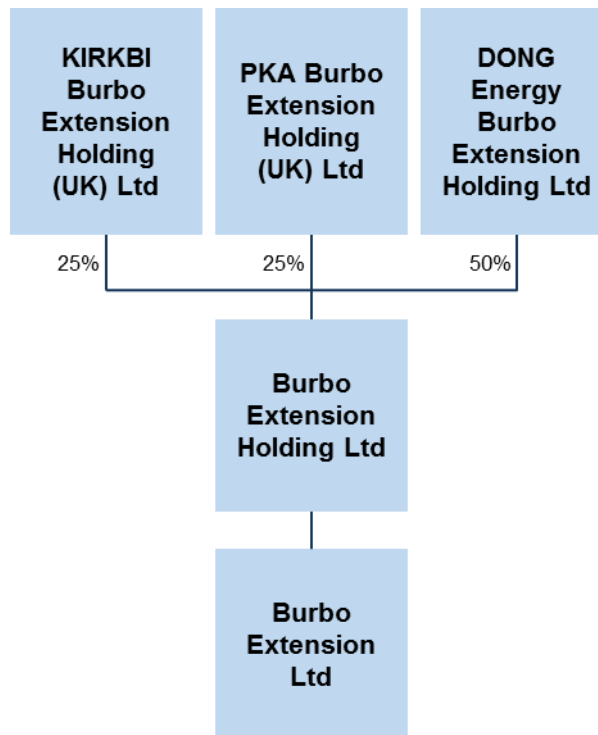 KIRKBI
Burbo
Extension
Holding
(UK) Ltd
PKA Burbo
Extension
Holding
(UK) Ltd
DONG
Energy
Burbo
Extension
Holding Ltd
25%
25%
50%
Burbo
Extension
Holding Ltd
Burbo
Extension
Ltd